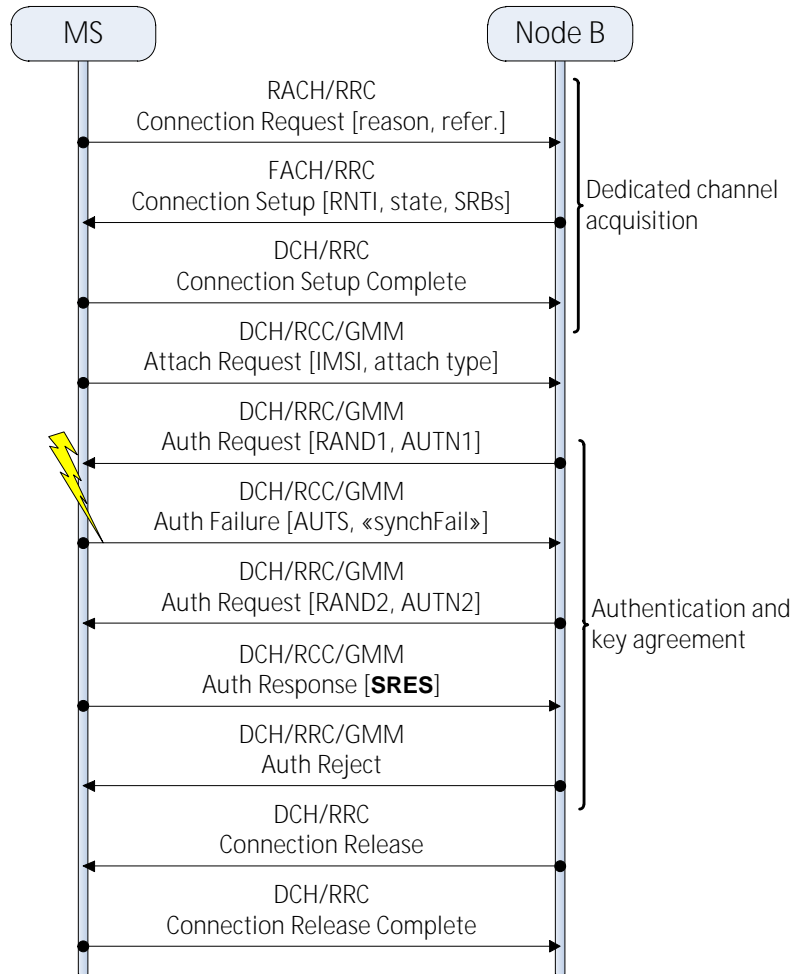 MS
Node B
RACH/RRC
Connection Request [reason, refer.]
FACH/RRC
Connection Setup [RNTI, state, SRBs]
Dedicated channel
acquisition
DCH/RRC
Connection Setup Complete
DCH/RCC/GMM
Attach Request [IMSI, attach type]
DCH/RRC/GMM
Auth Request [RAND1, AUTN1]
DCH/RCC/GMM
Auth Failure [AUTS, «synchFail»]
DCH/RRC/GMM
Auth Request [RAND2, AUTN2]
Authentication and
key agreement
DCH/RCC/GMM
Auth Response [SRES]
DCH/RRC/GMM
Auth Reject
DCH/RRC
Connection Release
DCH/RRC
Connection Release Complete